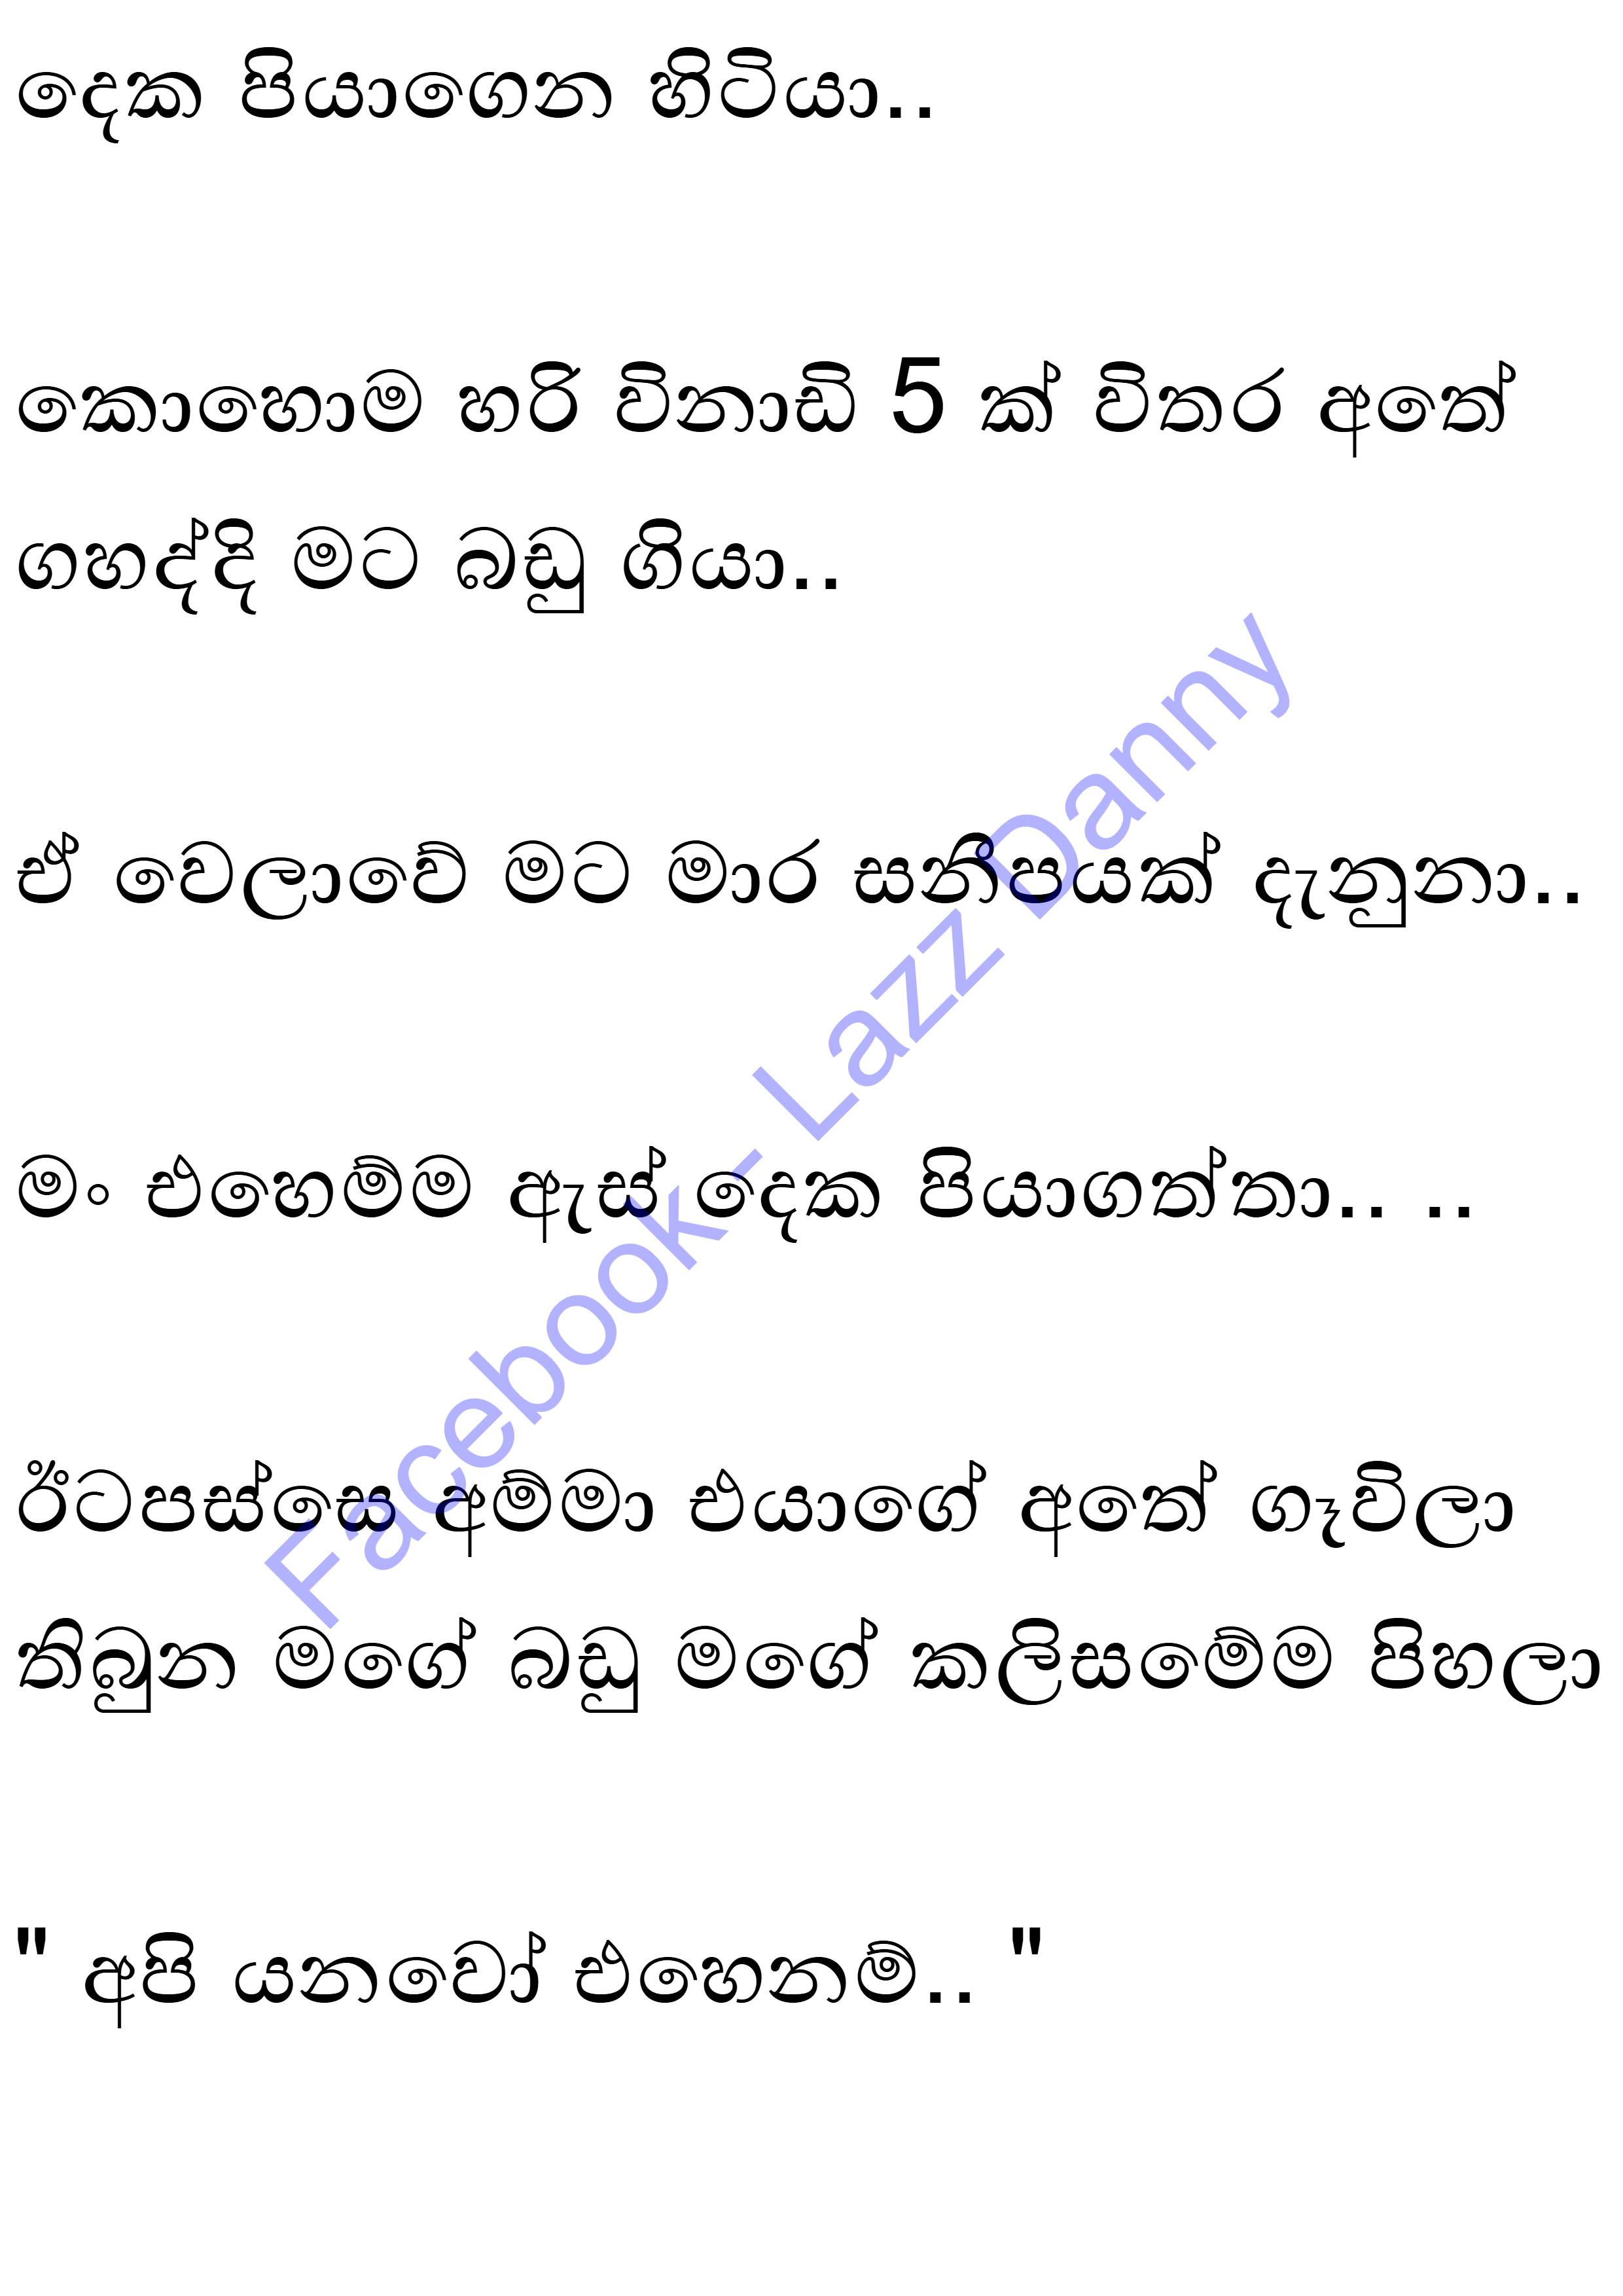 දෙක පියාගෙන හිටියා..
කොහොම හරි විනාඩි 5 ක් විතර අතේ
ගහද්දි මට බඩු ගියා..
ඒ වෙලාවේ මට මාර සනීපයක් දැනුනා..
මං එහෙම්ම ඇස් දෙක පියාගත්තා.. ..
ඊටපස්සෙ අම්මා එයාගේ අතේ ගෑවිලා
තිබුන මගේ බඩු මගේ කලිසමේම පිහලා
" අපි යනවෝ එහෙනම්.. "
Facebook - Lazz Danny